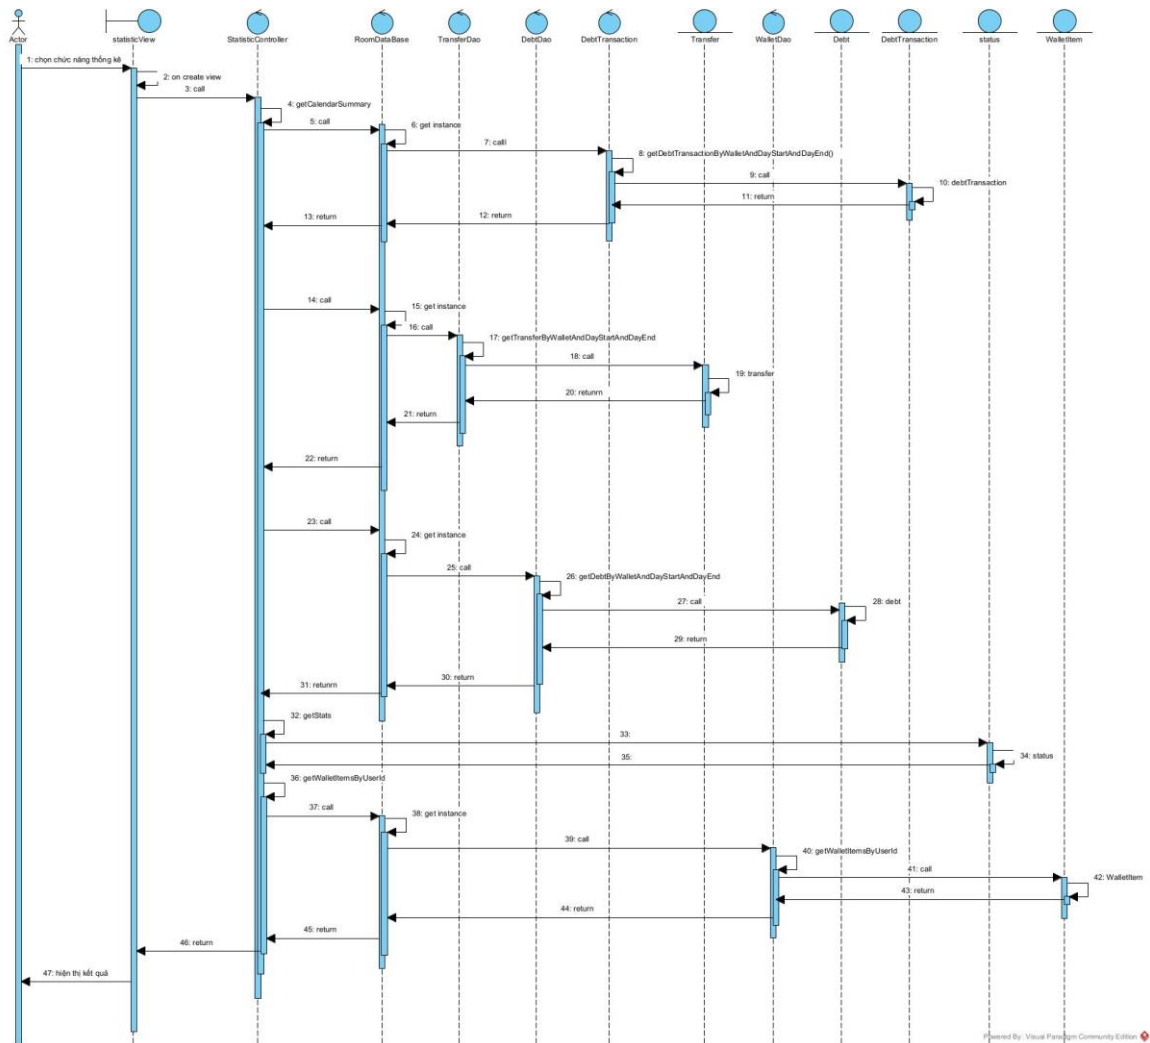 Actor
statisticView
StatisticController
RoomDataBase
TransferDao
DebtDao
DebtTransaction
Transfer
WalletDao
Debt
DebtTransaction
status
WalletItem
1: chọn chức năng thống kê
2: on create view
3: call
4: getCalendarSummary
5: call
6: get instance
7: calll
8: getDebtTransactionByWalletAndDayStartAndDayEnd()
9: call
10: debtTransaction
11: return
12: return
13: return
14: call
15: get instance
16: call
17: getTransferByWalletAndDayStartAndDayEnd
18: call
19: transfer
20: retunrn
21: return
22: return
23: call
24: get instance
25: call
26: getDebtByWalletAndDayStartAndDayEnd
27: call
28: debt
29: return
30: return
31: retunrn
32: getStats
33:
34: status
35:
36: getWalletItemsByUserId
37: call
38: get instance
39: call
40: getWalletItemsByUserId
41: call
42: WalletItem
43: return
44: return
45: return
46: return
47: hiện thị kết quả
Powered By : Visual Paradigm Community Edition